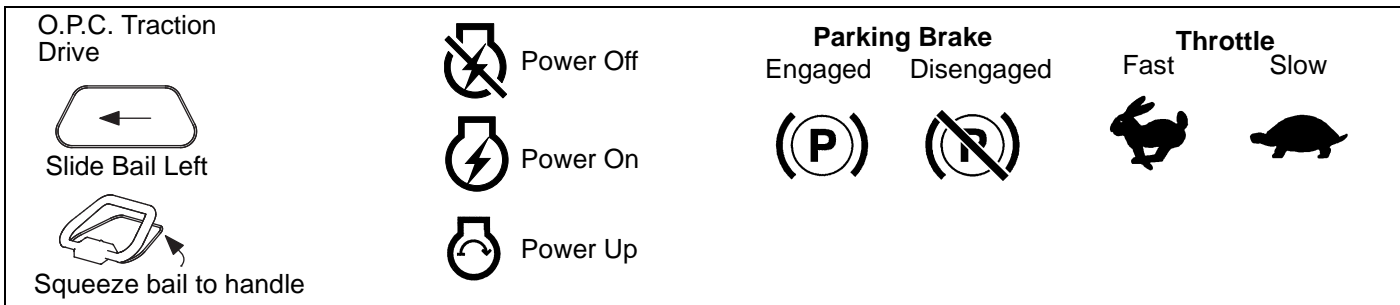 O.P.C. Traction
Drive
Slide Bail Left
Squeeze bail to handle
Power Off
Power On
Power Up
Parking Brake
Engaged Disengaged
P P
Throttle
Fast Slow